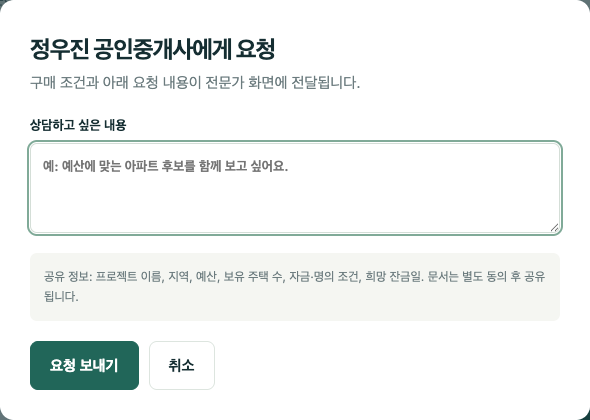 정우진 공인중개사에게 요청
구매 조건과 아래 요청 내용이 전문가 화면에 전달됩니다.
상담하고 싶은 내용
예: 예산에 맞는 아파트 후보를 함께 보고 싶어요.
공유 정보: 프로젝트 이름, 지역, 예산, 보유 주택 수, 자금·명의 조건, 희망 잔금일. 문서는 별도 동의 후 공유
됩니다.
요청 보내기
취소